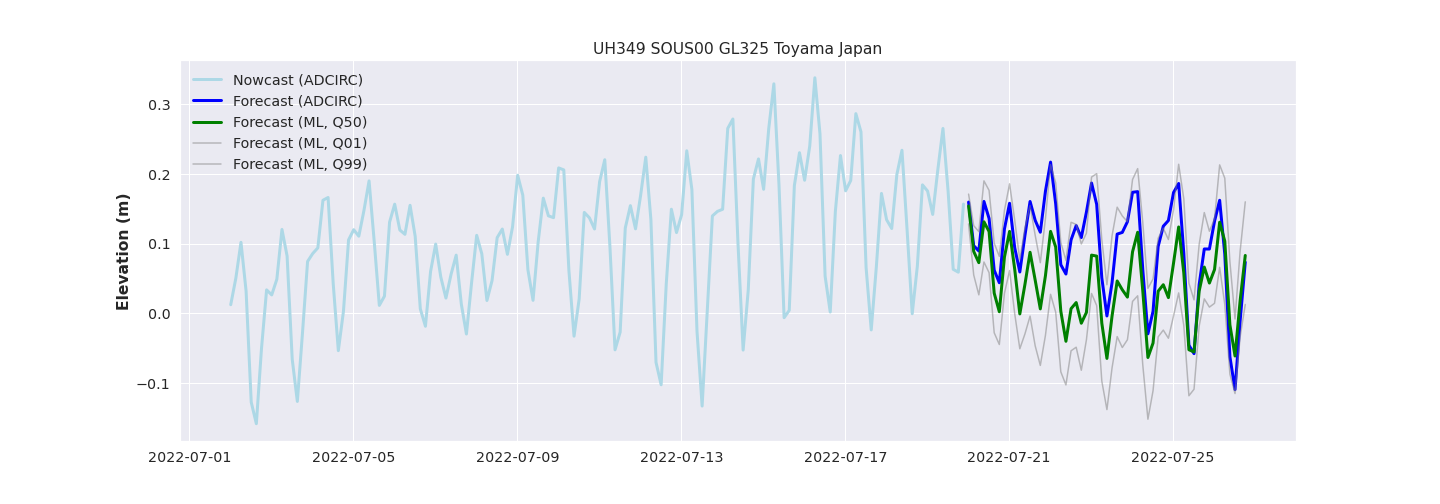 UH349 SOUS00 GL325 Toyama Japan
Nowcast (ADCIRC)
Forecast (ADCIRC)
Forecast (ML, Q50)
Forecast (ML, Q01)
Forecast (ML, Q99)
Elevation (m)
0.3
0.2
0.1
0.0
−0.1
2022-07-01
2022-07-05
2022-07-09
2022-07-13
2022-07-17
2022-07-21
2022-07-25